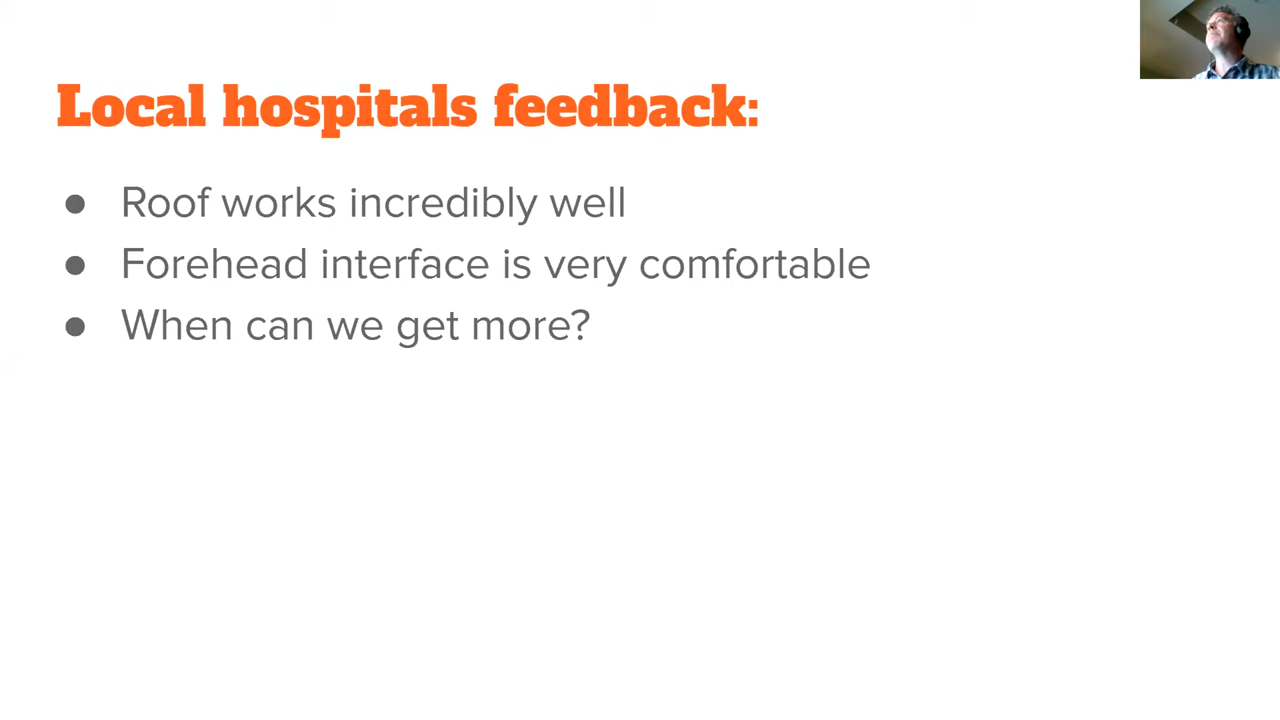 Local hospitals feedback:
● Roof works incredibly well
● Forehead interface is very comfortable
● When can we get more?